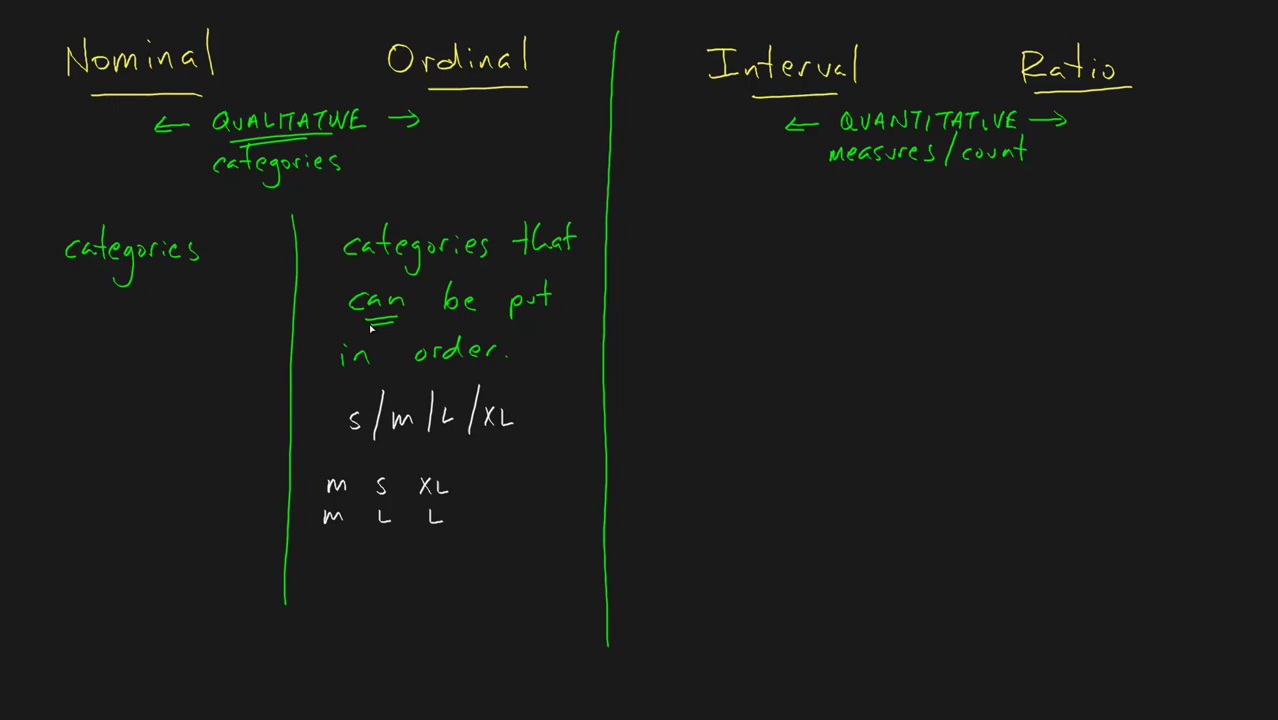 Nominal
Ordinal
← QUALITATIVE →
categories
categories
categories that
can be put
in order.
S/M/L/XL
M S XL
M L L
Interval
Ratio
← QUANTITATIVE →
measures/count